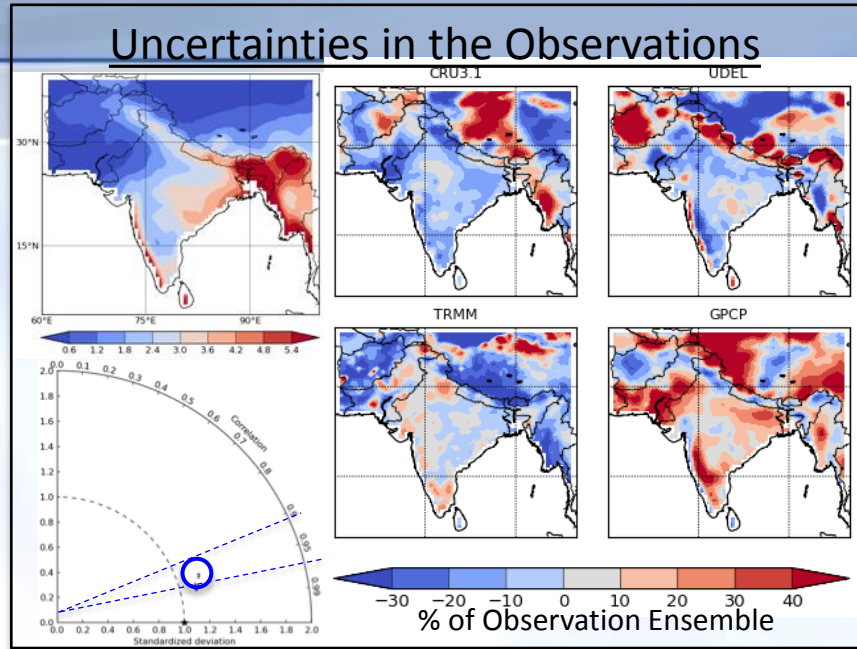 Uncertainties in the Observations
CRU3.1
UDEL
30°N
15°N
60°E 75°E 90°E
0.6 1.2 1.8 2.4 3.0 3.6 4.2 4.8 5.4
TRMM
GPCP
0.0 0.1 0.2 0.3 0.4 0.5 0.6 0.7 0.8 0.9 0.95 0.99
Correlation
2.0
1.8
1.6
1.4
1.2
1.0
0.8
0.6
0.4
0.2
0.0
0.0 0.2 0.4 0.6 0.8 1.0 1.2 1.4 1.6 1.8 2.0
Standardized deviation
−30 −20 −10 0 10 20 30 40
% of Observation Ensemble